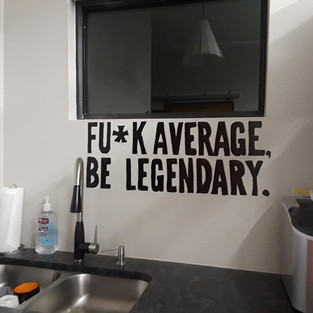 FU*K AVERAGE,
BE LEGENDARY.